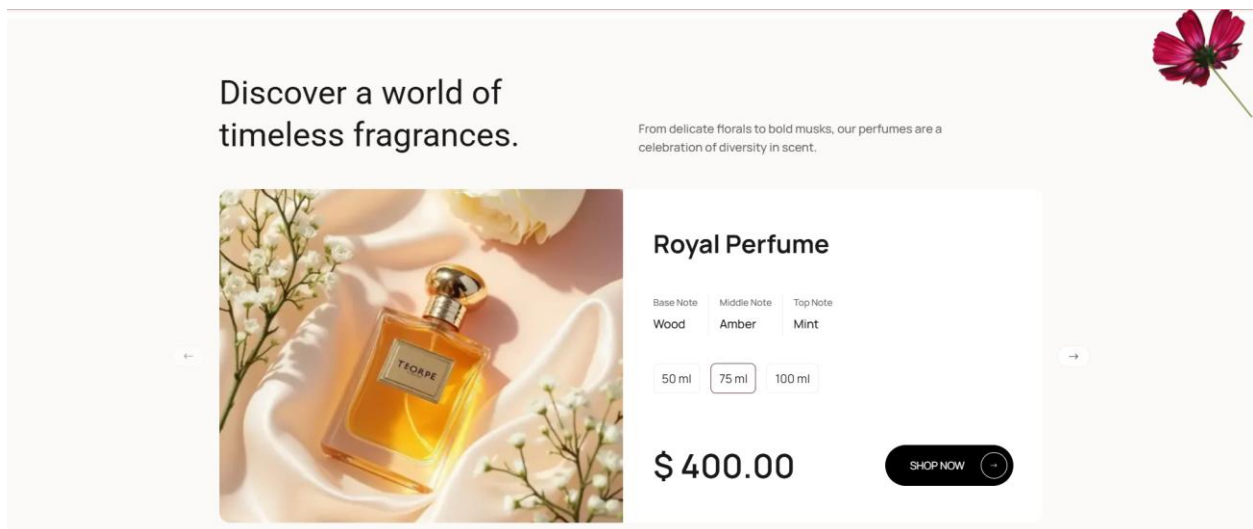 Discover a world of
timeless fragrances.
From delicate florals to bold musks, our perfumes are a
celebration of diversity in scent.
TEORPE
Royal Perfume
Base Note Middle Note Top Note
Wood Amber Mint
← →
50 ml 75 ml 100 ml
$ 400.00 SHOP NOW →